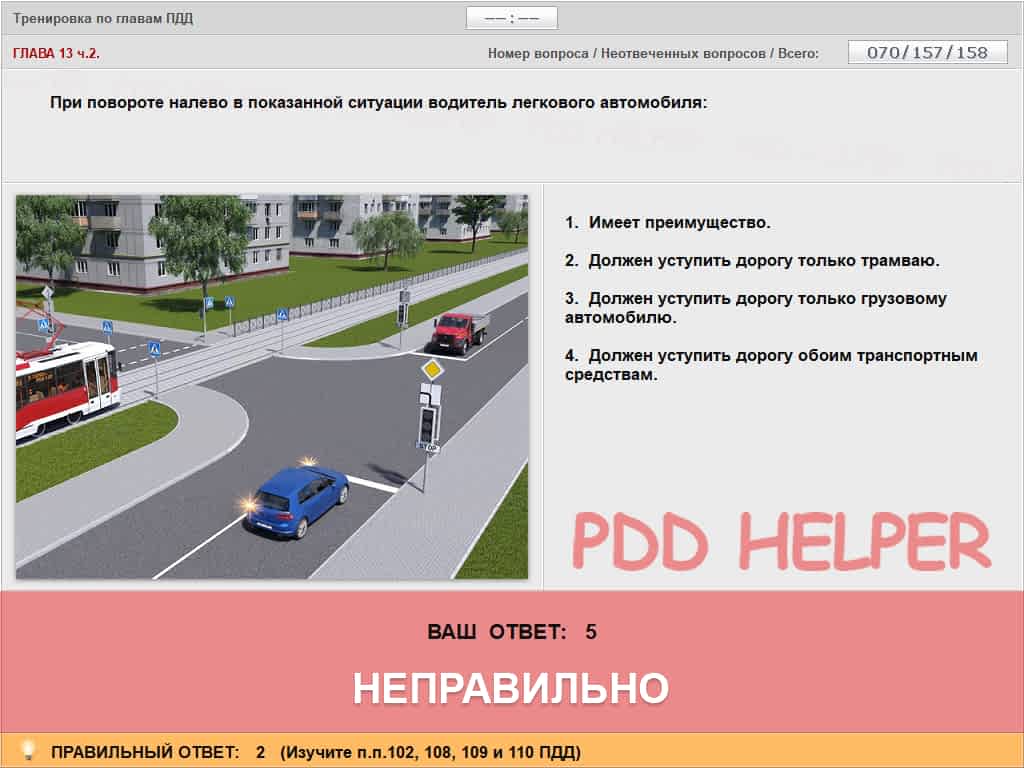 Тренировка по главам ПДД
–– : ––
ГЛАВА 13 ч.2.
Номер вопроса / Неотвеченных вопросов / Всего:
070/157/158
При повороте налево в показанной ситуации водитель легкового автомобиля:
1. Имеет преимущество.
2. Должен уступить дорогу только трамваю.
3. Должен уступить дорогу только грузовому
автомобилю.
4. Должен уступить дорогу обоим транспортным
средствам.
PDD HELPER
ВАШ ОТВЕТ: 5
НЕПРАВИЛЬНО
ПРАВИЛЬНЫЙ ОТВЕТ: 2 (Изучите п.п.102, 108, 109 и 110 ПДД)